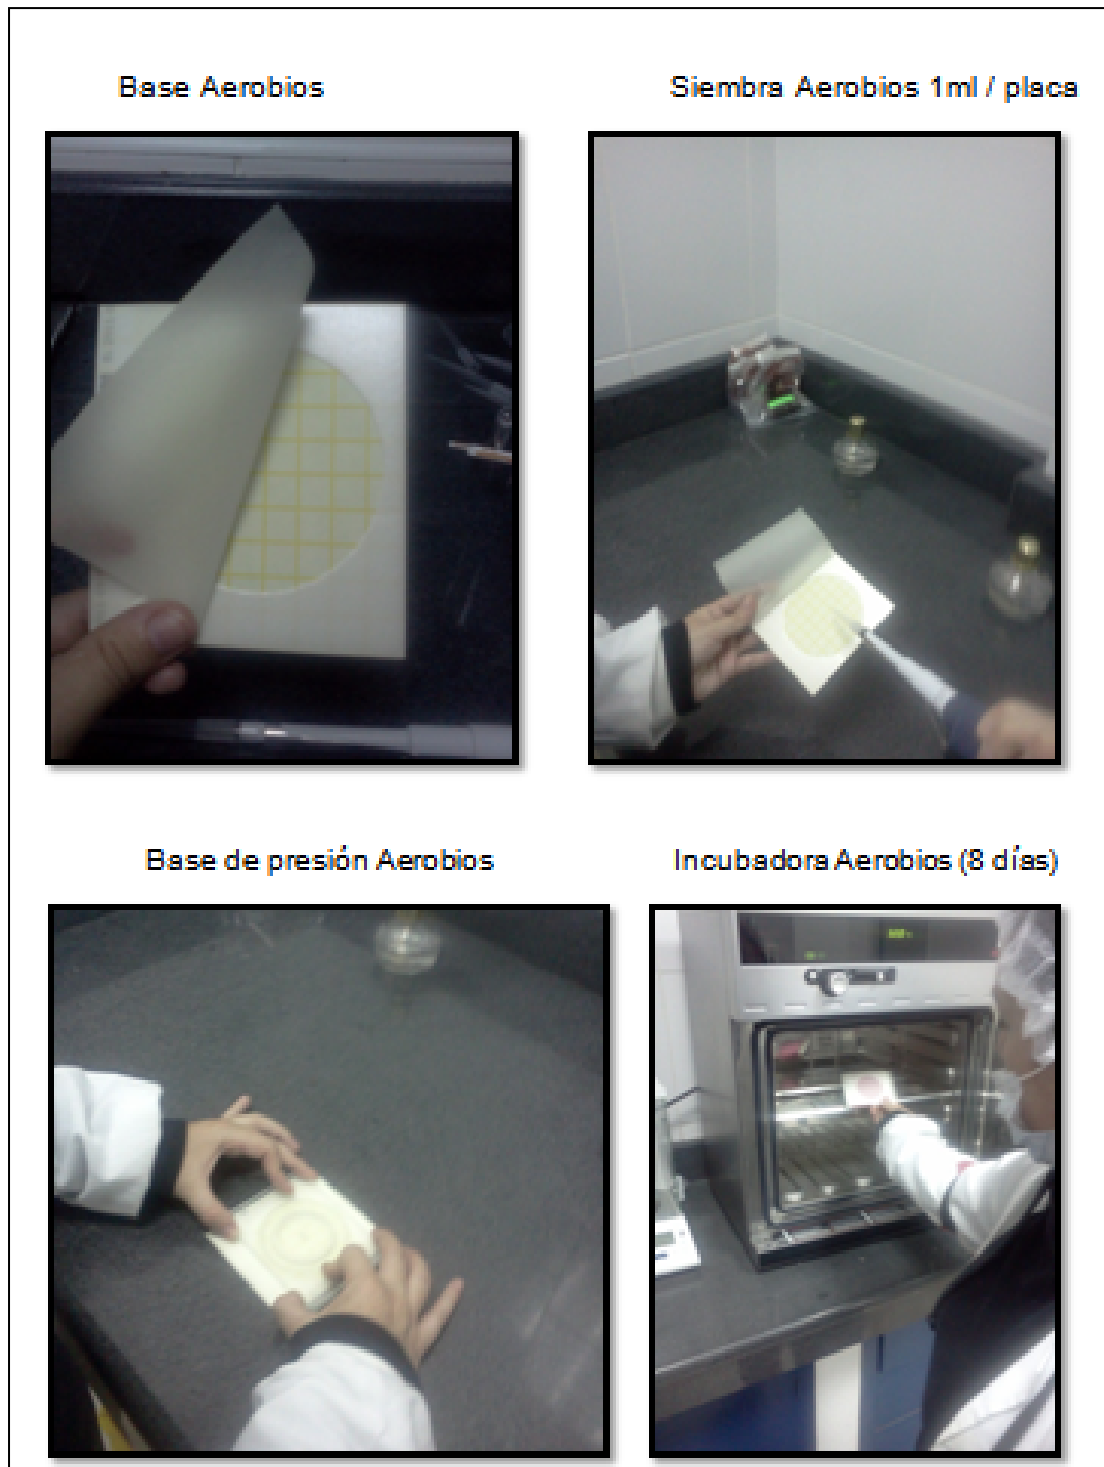 Base Aerobios
Siembra Aerobios 1ml / placa
Base de presión Aerobios
Incubadora Aerobios (8 días)